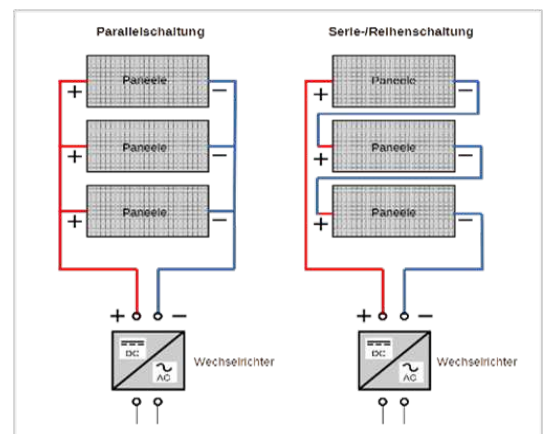 Parallelschaltung
Serie-/Reihenschaltung
Paneele
+
−
Paneele
+
−
Paneele
+
−
Paneele
+
−
Paneele
+
−
Paneele
+
−
+ −
DC
AC
Wechselrichter
+ −
DC
AC
Wechselrichter